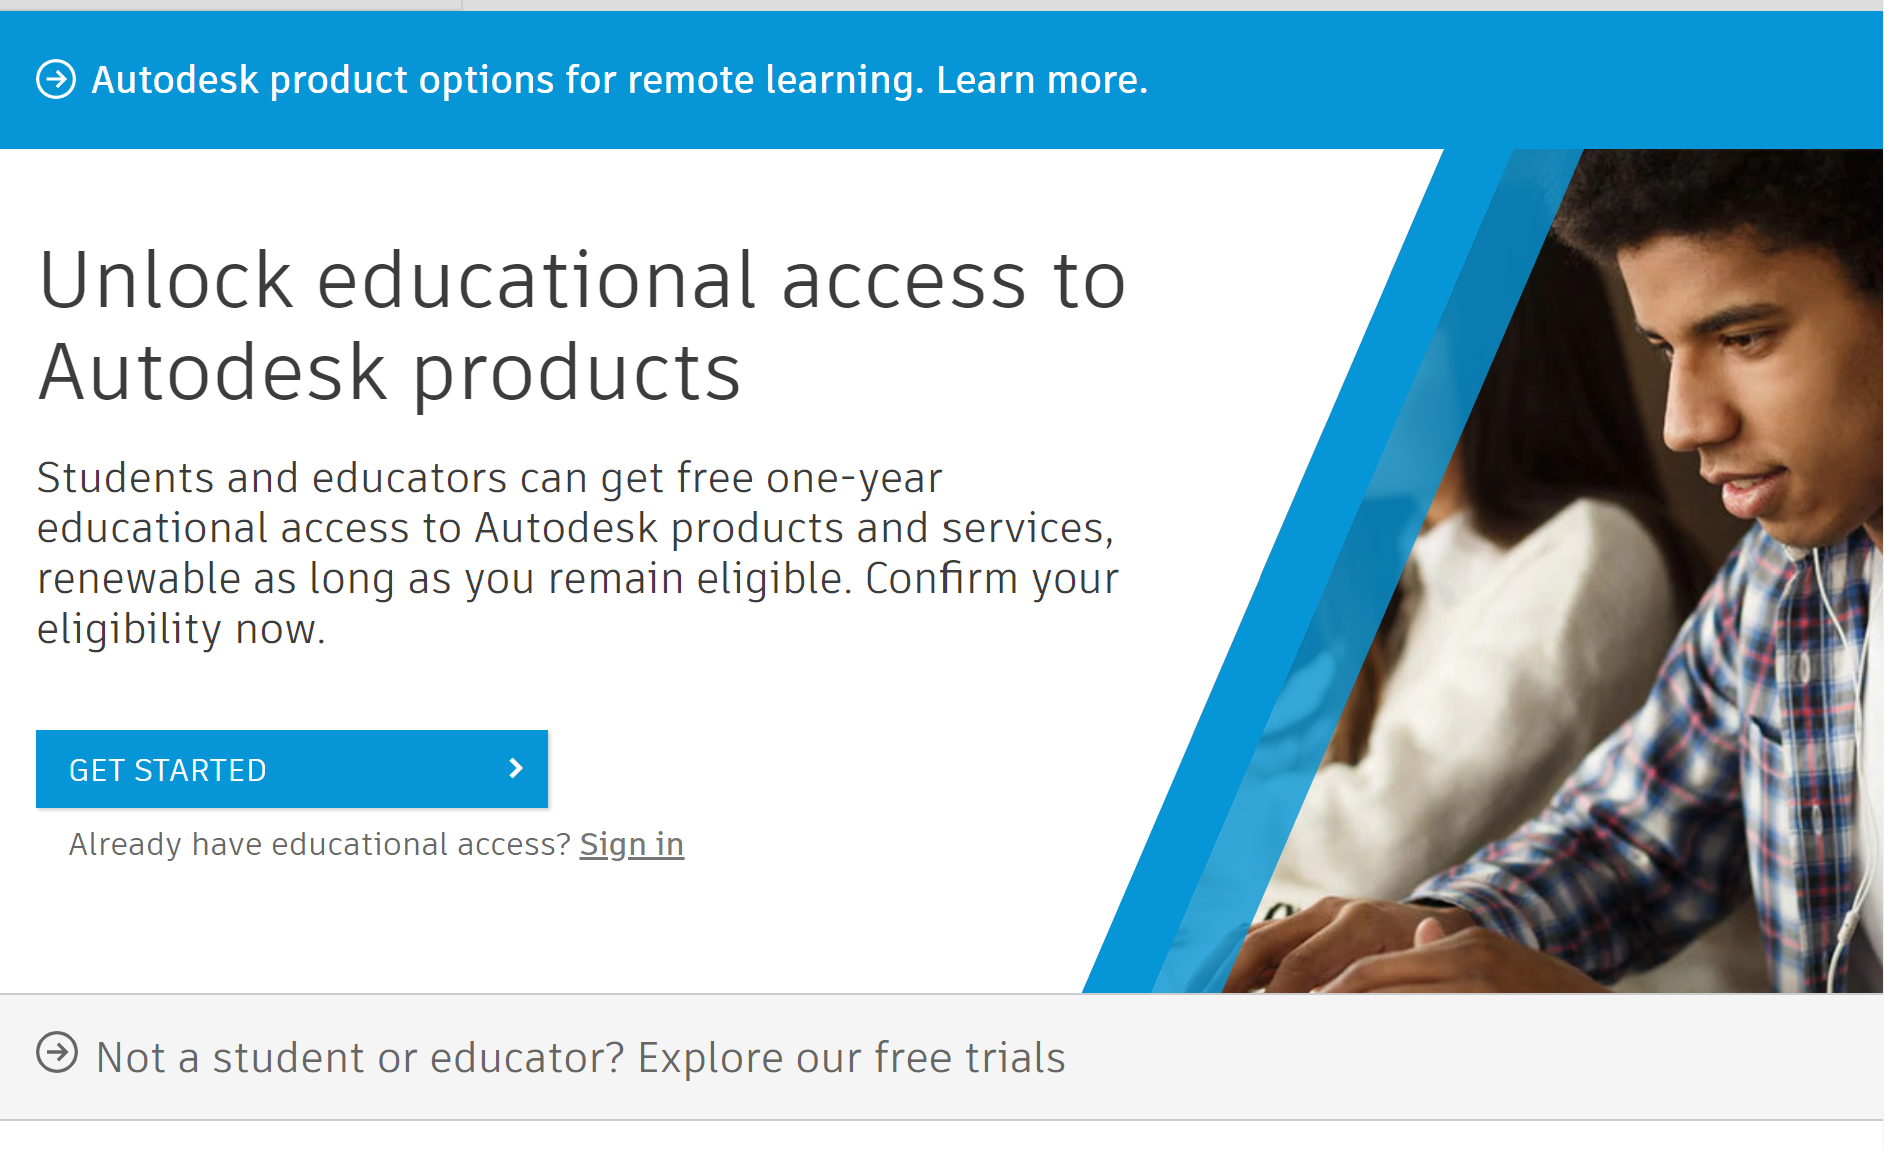 Autodesk product options for remote learning. Learn more.
Unlock educational access to
Autodesk products
Students and educators can get free one-year
educational access to Autodesk products and services,
renewable as long as you remain eligible. Confirm your
eligibility now.
GET STARTED
Already have educational access? Sign in
Not a student or educator? Explore our free trials